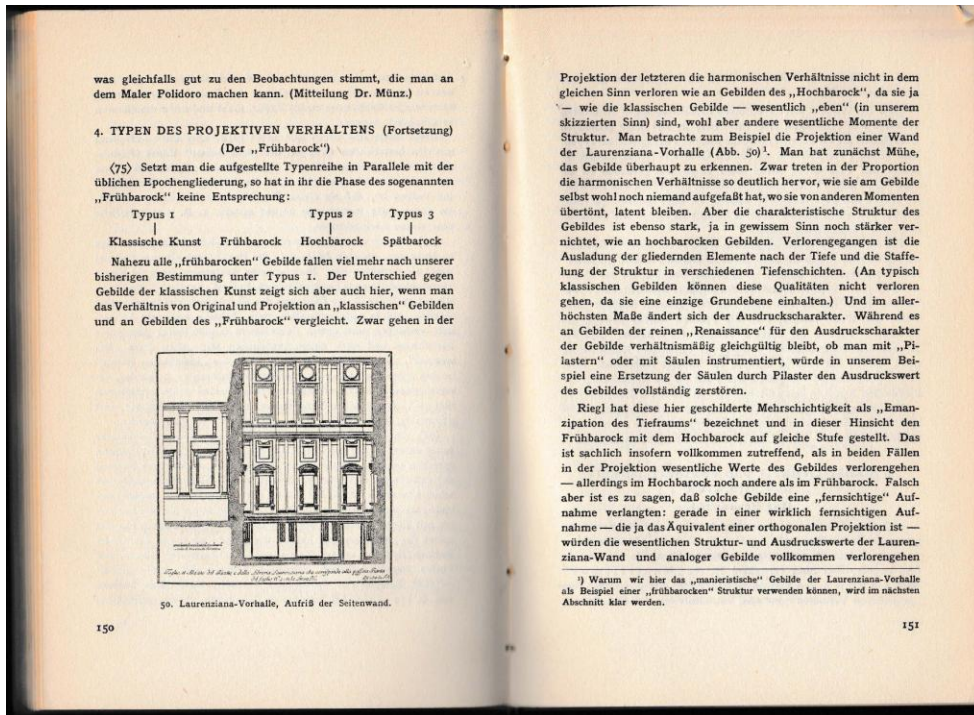 was gleichfalls gut zu den Beobachtungen stimmt, die man an
dem Maler Polidoro machen kann. (Mitteilung Dr. Münz.)
4. TYPEN DES PROJEKTIVEN VERHALTENS (Fortsetzung)
(Der „Frühbarock“)
⟨75⟩ Setzt man die aufgestellte Typenreihe in Parallele mit der
üblichen Epochengliederung, so hat in ihr die Phase des sogenannten
„Frühbarock“ keine Entsprechung:
Typus 1 Typus 2 Typus 3
Klassische Kunst Frühbarock Hochbarock Spätbarock
Nahezu alle „frühbarocken“ Gebilde fallen viel mehr nach unserer
bisherigen Bestimmung unter Typus 1. Der Unterschied gegen
Gebilde der klassischen Kunst zeigt sich aber auch hier, wenn man
das Verhältnis von Original und Projektion an „klassischen“ Gebilden
und an Gebilden des „Frühbarock“ vergleicht. Zwar gehen in der
50. Laurenziana-Vorhalle, Aufriß der Seitenwand.
150
Projektion der letzteren die harmonischen Verhältnisse nicht in dem
gleichen Sinn verloren wie an Gebilden des „Hochbarock“, da sie ja
— wie die klassischen Gebilde — wesentlich „eben“ (in unserem
skizzierten Sinn) sind, wohl aber andere wesentliche Momente der
Struktur. Man betrachte zum Beispiel die Projektion einer Wand
der Laurenziana-Vorhalle (Abb. 50)¹. Man hat zunächst Mühe,
das Gebilde überhaupt zu erkennen. Zwar treten in der Proportion
die harmonischen Verhältnisse so deutlich hervor, wie sie am Gebilde
selbst wohl noch niemand aufgefaßt hat, wo sie von anderen Momenten
übertönt, latent bleiben. Aber die charakteristische Struktur des
Gebildes ist ebenso stark, ja in gewissem Sinn noch stärker ver-
nichtet, wie an hochbarocken Gebilden. Verlorengegangen ist die
Ausladung der gliedernden Elemente nach der Tiefe und die Staffe-
lung der Struktur in verschiedenen Tiefenschichten. (An typisch
klassischen Gebilden können diese Qualitäten nicht verloren
gehen, da sie eine einzige Grundebene einhalten.) Und im aller-
höchsten Maße ändert sich der Ausdruckscharakter. Während es
an Gebilden der reinen „Renaissance“ für den Ausdruckscharakter
der Gebilde verhältnismäßig gleichgültig bleibt, ob man mit „Pi-
lastern“ oder mit Säulen instrumentiert, würde in unserem Bei-
spiel eine Ersetzung der Säulen durch Pilaster den Ausdruckswert
des Gebildes vollständig zerstören.
Riegl hat diese hier geschilderte Mehrschichtigkeit als „Eman-
zipation des Tiefraums“ bezeichnet und in dieser Hinsicht den
Frühbarock mit dem Hochbarock auf gleiche Stufe gestellt. Das
ist sachlich insofern vollkommen zutreffend, als in beiden Fällen
in der Projektion wesentliche Werte des Gebildes verlorengehen
— allerdings im Hochbarock noch andere als im Frühbarock. Falsch
aber ist es zu sagen, daß solche Gebilde eine „fernsichtige“ Auf-
nahme verlangten: gerade in einer wirklich fernsichtigen Auf-
nahme — die ja das Äquivalent einer orthogonalen Projektion ist —
würden die wesentlichen Struktur- und Ausdruckswerte der Lauren-
ziana-Wand und analoger Gebilde vollkommen verlorengehen
¹) Warum wir hier das „manieristische“ Gebilde der Laurenziana-Vorhalle
als Beispiel einer „frühbarocken“ Struktur verwenden können, wird im nächsten
Abschnitt klar werden.
151